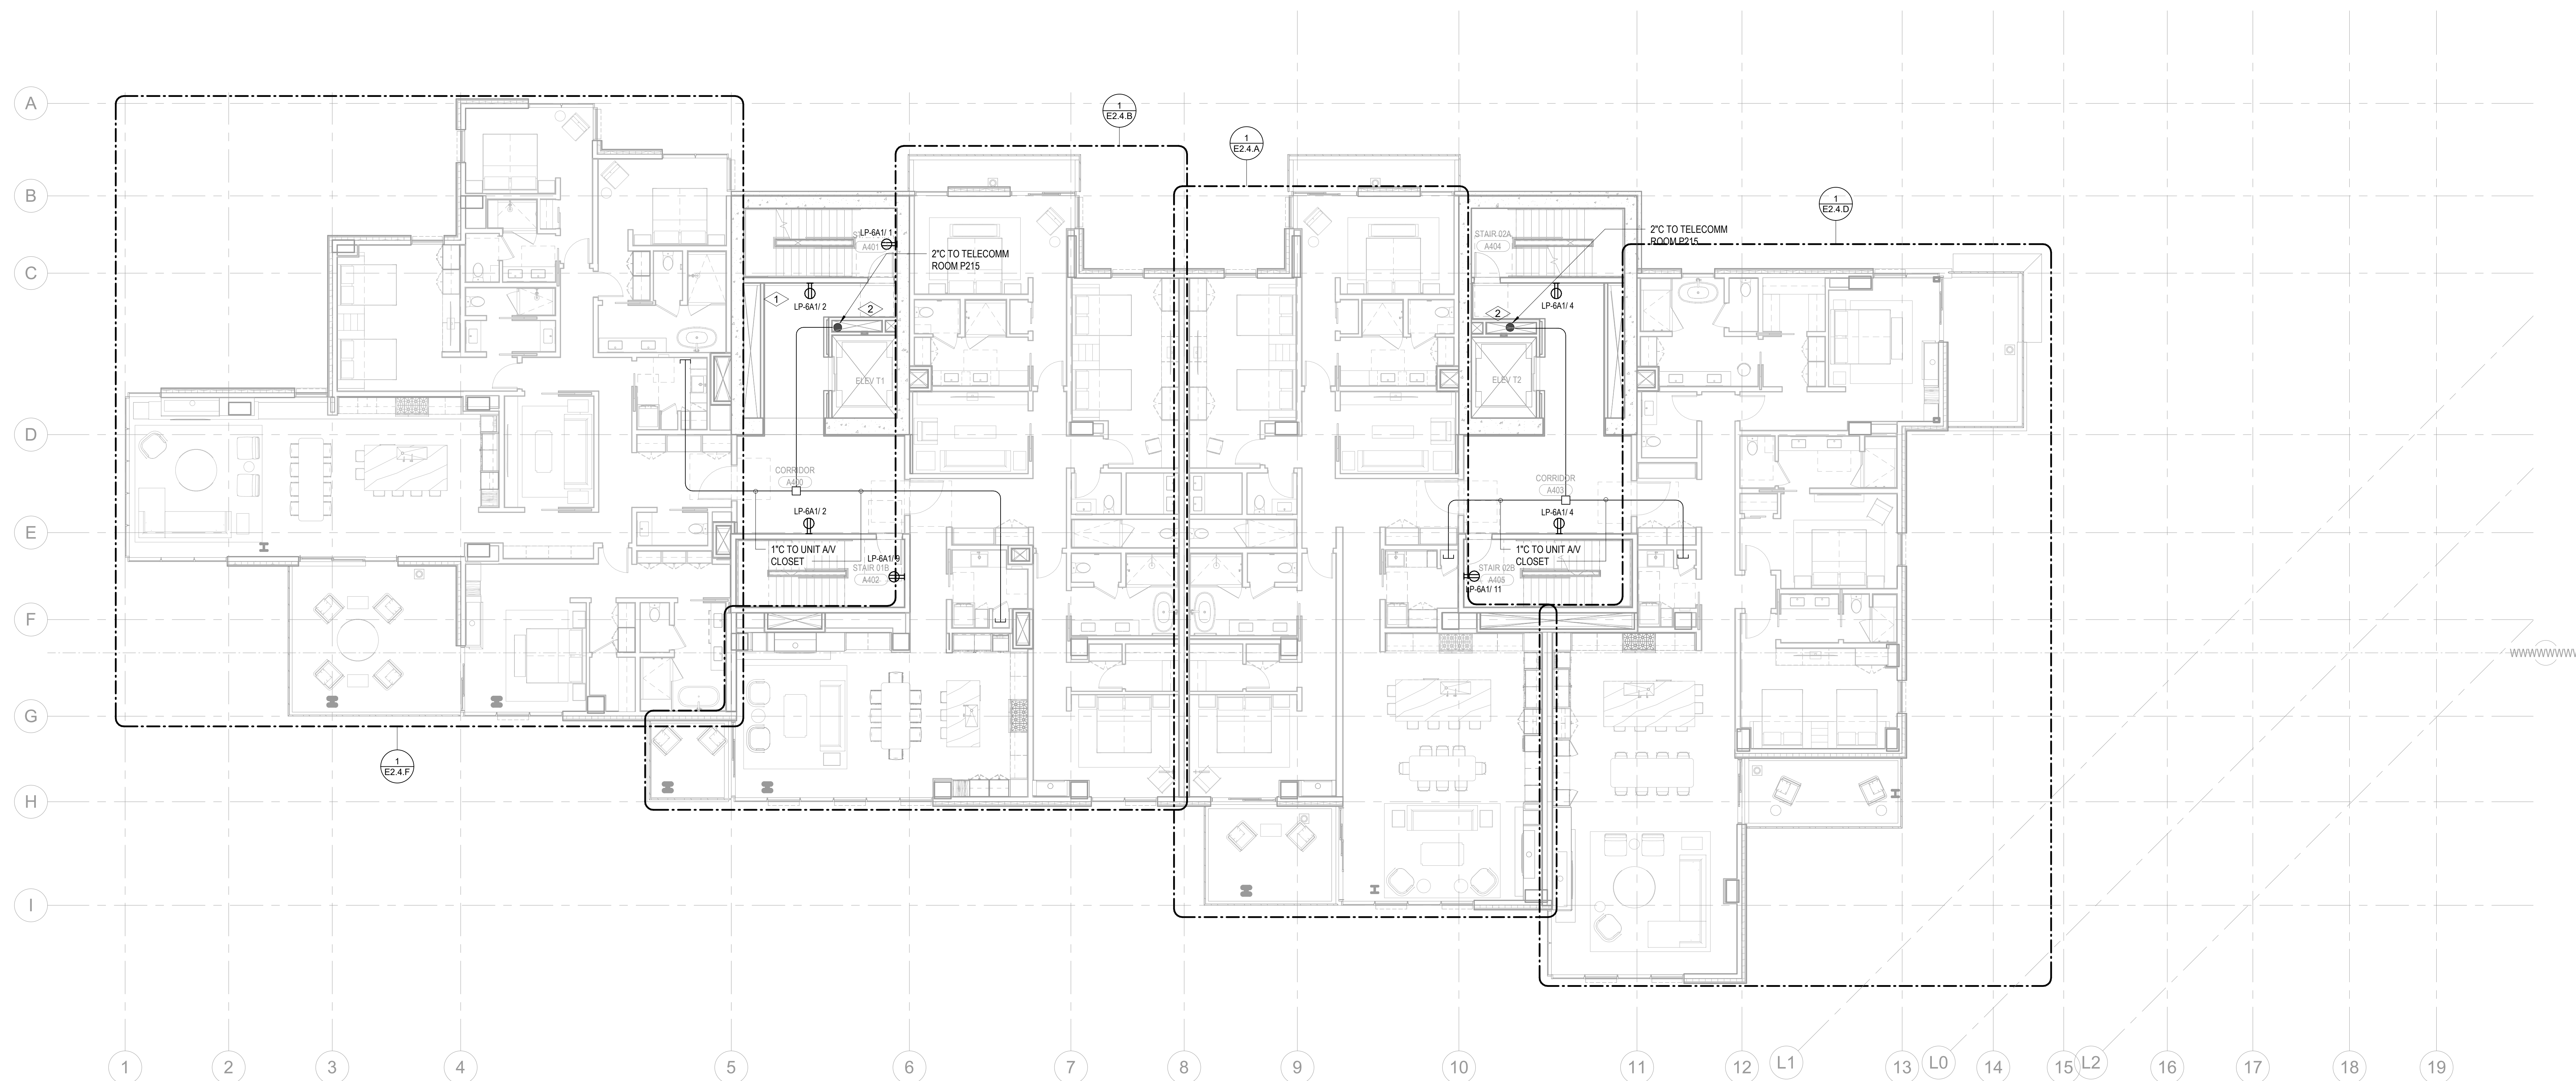 A
B
C
D
E
F
G
H
I
1
E2.4.B
1
E2.4.A
1
E2.4.D
1
E2.4.F
LP-6A1/ 1
A401
2"C TO TELECOMM
ROOM P215
1
LP-6A1/ 2
2
ELEV T1
CORRIDOR
A400
LP-6A1/ 2
1"C TO UNIT A/V
CLOSET
LP-6A1/ 9
STAIR 01B
A402
STAIR 02A
A404
2"C TO TELECOMM
ROOM P215
LP-6A1/ 4
2
ELEV T2
CORRIDOR
A403
LP-6A1/ 4
1"C TO UNIT A/V
CLOSET
STAIR 02B
A405
LP-6A1/ 11
1
2
3
4
5
6
7
8
9
10
11
12
L1
13
L0
14
15
L2
16
17
18
19